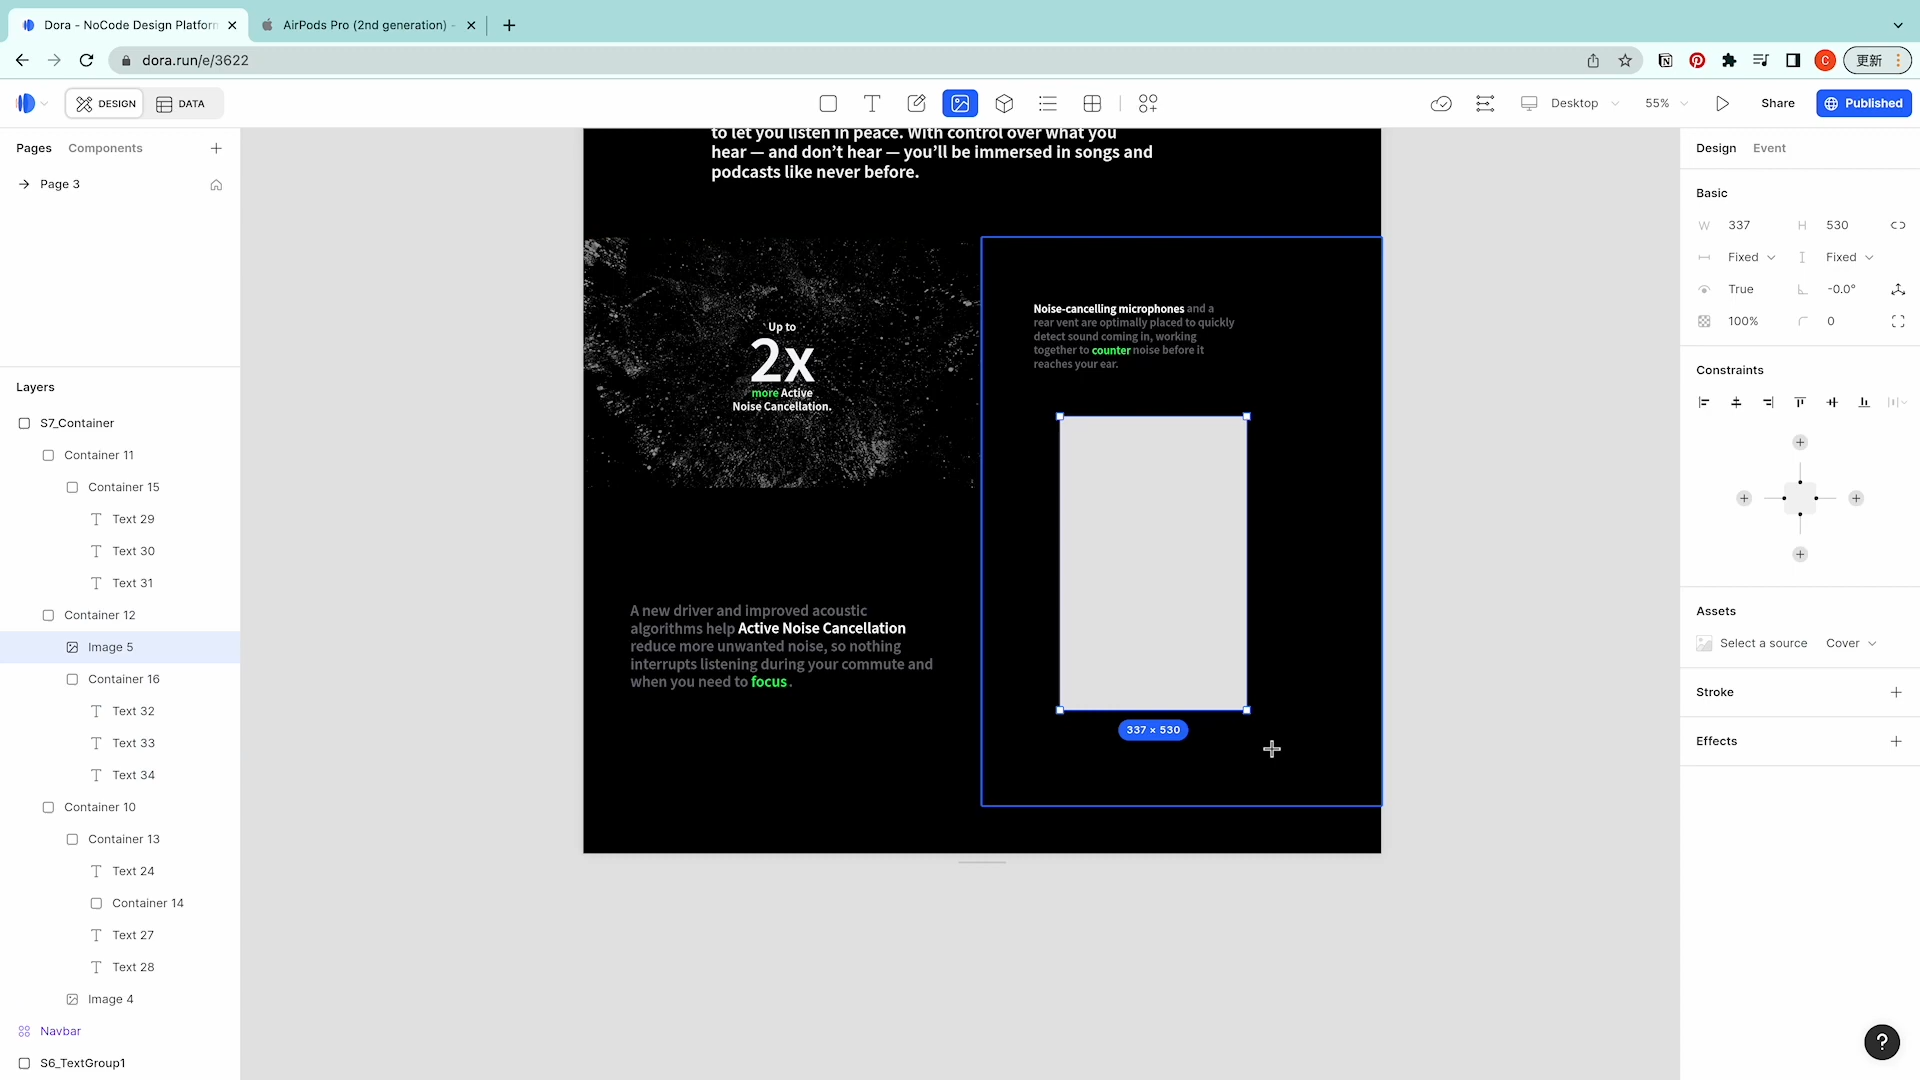 Dora - NoCode Design Platform
AirPods Pro (2nd generation) -
dora.run/e/3622
C
更新
DESIGN
DATA
Desktop
55%
Share
Published
Pages
Components
Page 3
Layers
S7_Container
Container 11
Container 15
Text 29
Text 30
Text 31
Container 12
Image 5
Container 16
Text 32
Text 33
Text 34
Container 10
Container 13
Text 24
Container 14
Text 27
Text 28
Image 4
Navbar
S6_TextGroup1
to let you listen in peace. With control over what you
hear — and don’t hear — you’ll be immersed in songs and
podcasts like never before.
Up to
2x
more Active
Noise Cancellation.
A new driver and improved acoustic
algorithms help Active Noise Cancellation
reduce more unwanted noise, so nothing
interrupts listening during your commute and
when you need to focus .
Noise-cancelling microphones and a
rear vent are optimally placed to quickly
detect sound coming in, working
together to counter noise before it
reaches your ear.
337 × 530
Design
Event
Basic
W 337 H 530
Fixed Fixed
True -0.0°
100% 0
Constraints
Assets
Select a source Cover
Stroke
Effects
?